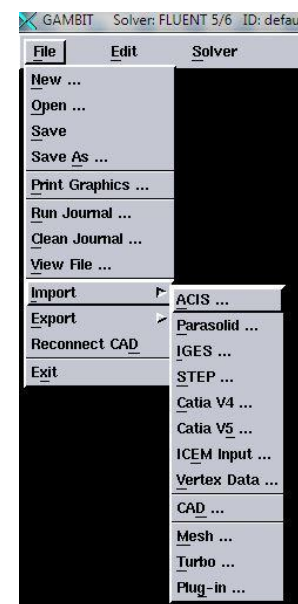 GAMBIT Solver: FLUENT 5/6 ID: defau
File Edit Solver
New ...
Open ...
Save
Save As ...
Print Graphics ...
Run Journal ...
Clean Journal ...
View File ...
Import
Export
Reconnect CAD
Exit
ACIS ...
Parasolid ...
IGES ...
STEP ...
Catia V4 ...
Catia V5 ...
ICEM Input ...
Vertex Data ...
CAD ...
Mesh ...
Turbo ...
Plug-in ...